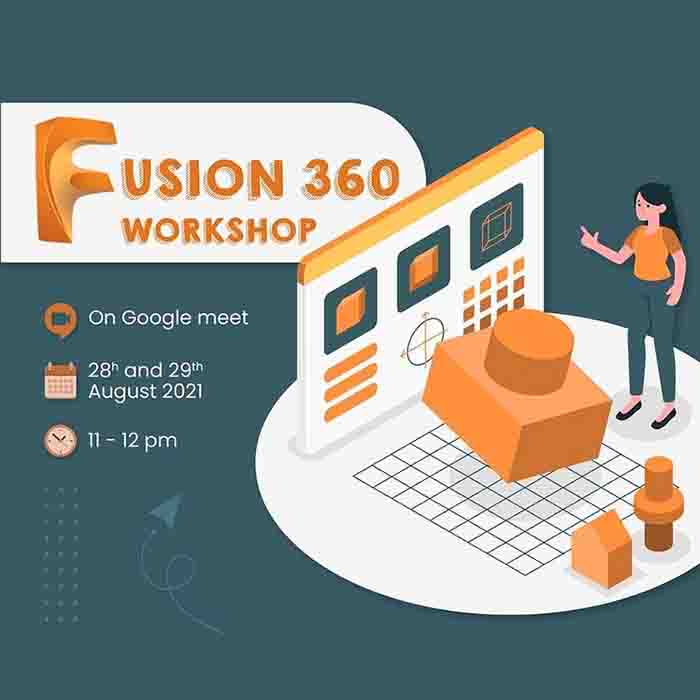 FUSION 360
WORKSHOP
On Google meet
28ʰ and 29ᵗʰ
August 2021
11 - 12 pm